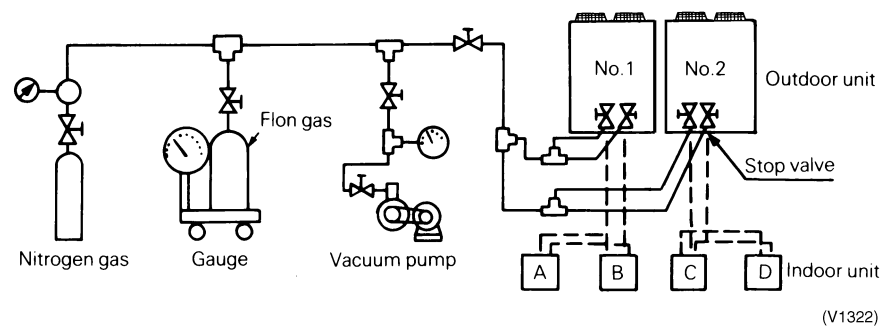 No.1
No.2
Outdoor unit
Flon gas
Stop valve
Nitrogen gas
Gauge
Vacuum pump
A
B
C
D
Indoor unit
(V1322)